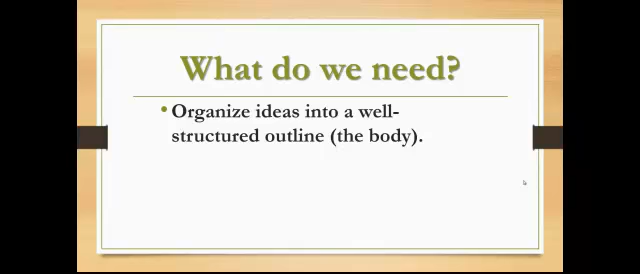 What do we need?
• Organize ideas into a well-
structured outline (the body).